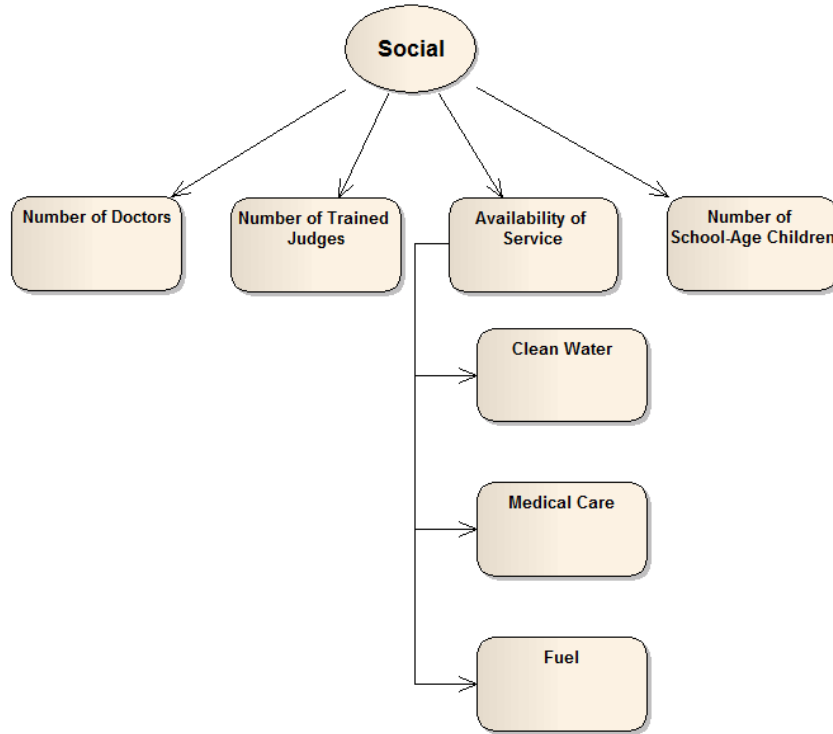 Social
Number of Doctors
Number of Trained
Judges
Availability of
Service
Number of
School-Age Children
Clean Water
Medical Care
Fuel